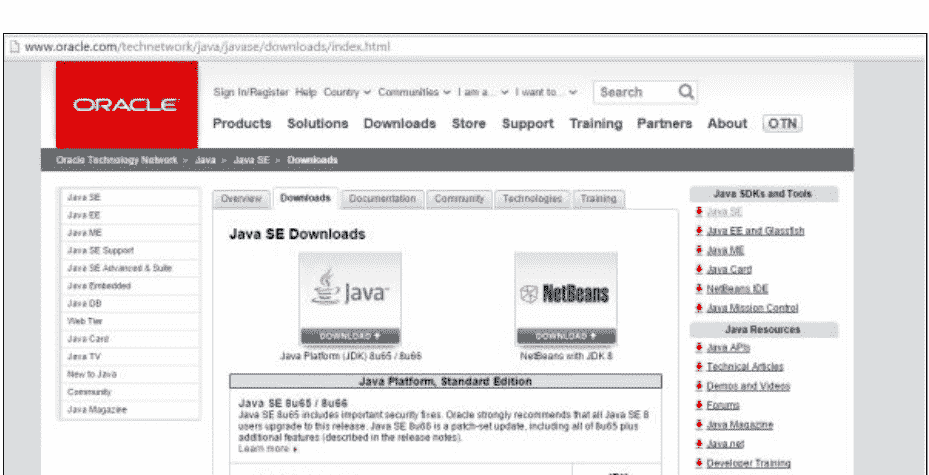 www.oracle.com/technetwork/java/javase/downloads/index.html
ORACLE
Sign In/Register Help Country Communities I am a... I want to... Search
Products Solutions Downloads Store Support Training Partners About OTN
Oracle Technology Network > Java > Java SE > Downloads
Java SE
Java EE
Java ME
Java SE Support
Java SE Advanced & Suite
Java Embedded
Java DB
Web Tier
Java Card
Java TV
New to Java
Community
Java Magazine
Overview Downloads Documentation Community Technologies Training
Java SE Downloads
Java
DOWNLOAD
Java Platform (JDK) 8u65 / 8u66
NetBeans
DOWNLOAD
NetBeans with JDK 8
Java Platform, Standard Edition
Java SE 8u65 / 8u66
Java SE 8u65 includes important security fixes. Oracle strongly recommends that all Java SE 8
users upgrade to this release. Java SE 8u66 is a patch-set update, including all of 8u65 plus
additional features (described in the release notes).
Learn more
Java SDKs and Tools
Java SE
Java EE and Glassfish
Java ME
Java Card
NetBeans IDE
Java Mission Control
Java Resources
Java APIs
Technical Articles
Demos and Videos
Forums
Java Magazine
Java.net
Developer Training